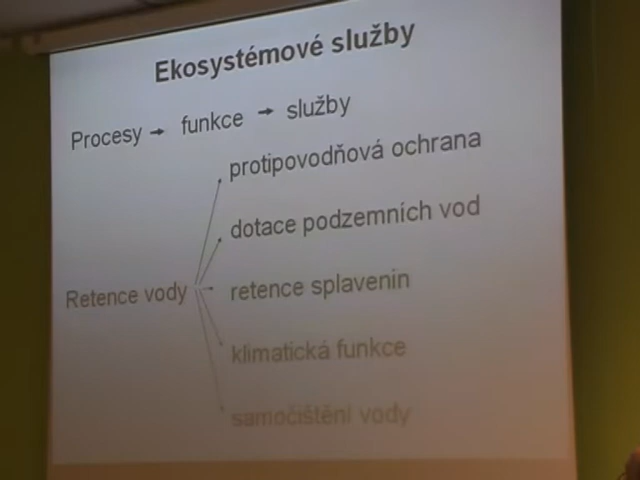 Ekosystémové služby
Procesy → funkce → služby
protipovodňová ochrana
dotace podzemních vod
Retence vody
retence splavenin
klimatická funkce
samočištění vody